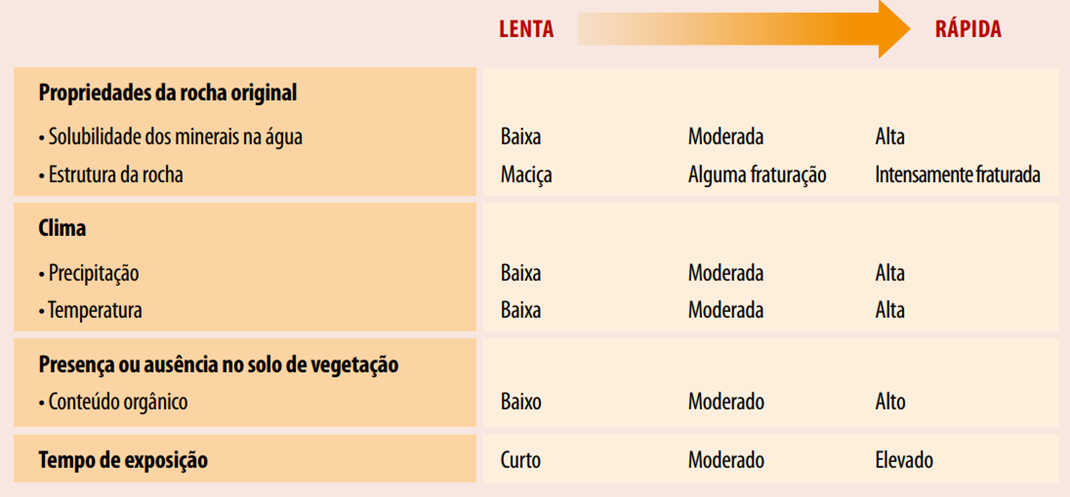 LENTA RÁPIDA
Propriedades da rocha original
• Solubilidade dos minerais na água Baixa Moderada Alta
• Estrutura da rocha Maciça Alguma fraturação Intensamente fraturada
Clima
• Precipitação Baixa Moderada Alta
• Temperatura Baixa Moderada Alta
Presença ou ausência no solo de vegetação
• Conteúdo orgânico Baixo Moderado Alto
Tempo de exposição Curto Moderado Elevado